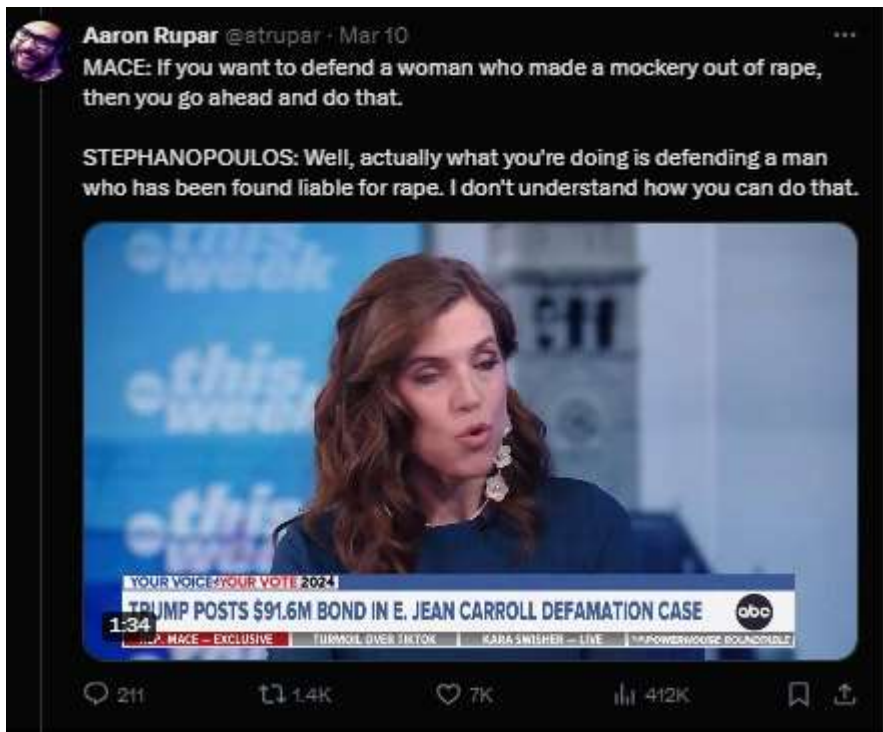 Aaron Rupar @atrupar · Mar 10
MACE: If you want to defend a woman who made a mockery out of rape,
then you go ahead and do that.
STEPHANOPOULOS: Well, actually what you're doing is defending a man
who has been found liable for rape. I don't understand how you can do that.
this
week
this
week
this
YOUR VOICE YOUR VOTE 2024
TRUMP POSTS $91.6M BOND IN E. JEAN CARROLL DEFAMATION CASE
abc
1:34
MACE – EXCLUSIVE
TURMOIL OVER TIKTOK
KARA SWISHER – LIVE
POWERHOUSE ROUNDTABLE
211
1.4K
7K
412K